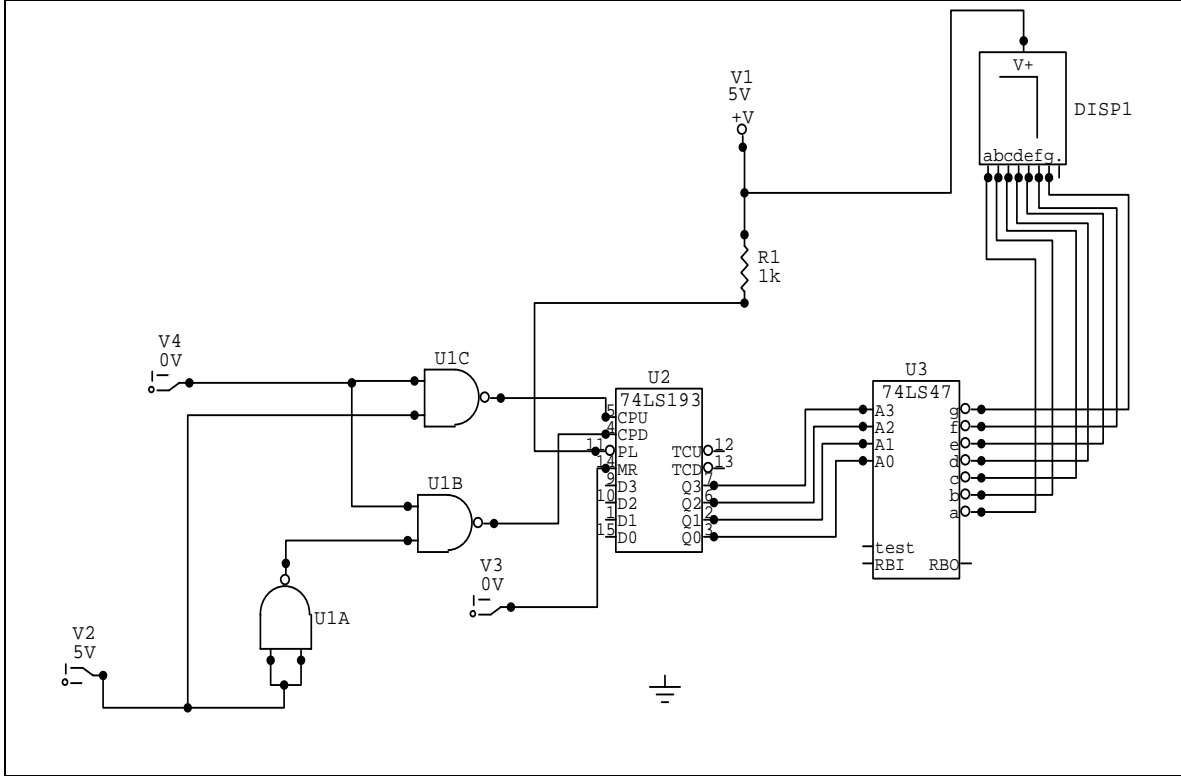 V1
5V
+V
V+
DISP1
abcdefg.
R1
1k
V4
0V
U1C
U2
74LS193
5 CPU
4 CPD
11 PL
14 MR
9 D3
10 D2
1 D1
15 D0
TCU 12
TCD 13
Q3 7
Q2 6
Q1 2
Q0 3
U3
74LS47
A3
A2
A1
A0
g
f
e
d
c
b
a
test
RBI
RBO
U1B
V3
0V
U1A
V2
5V